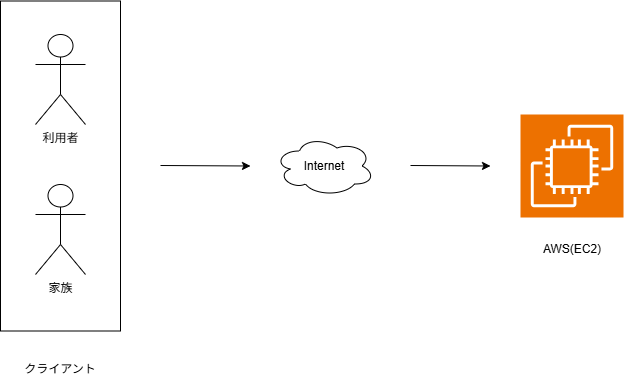 利用者
家族
クライアント
Internet
AWS(EC2)